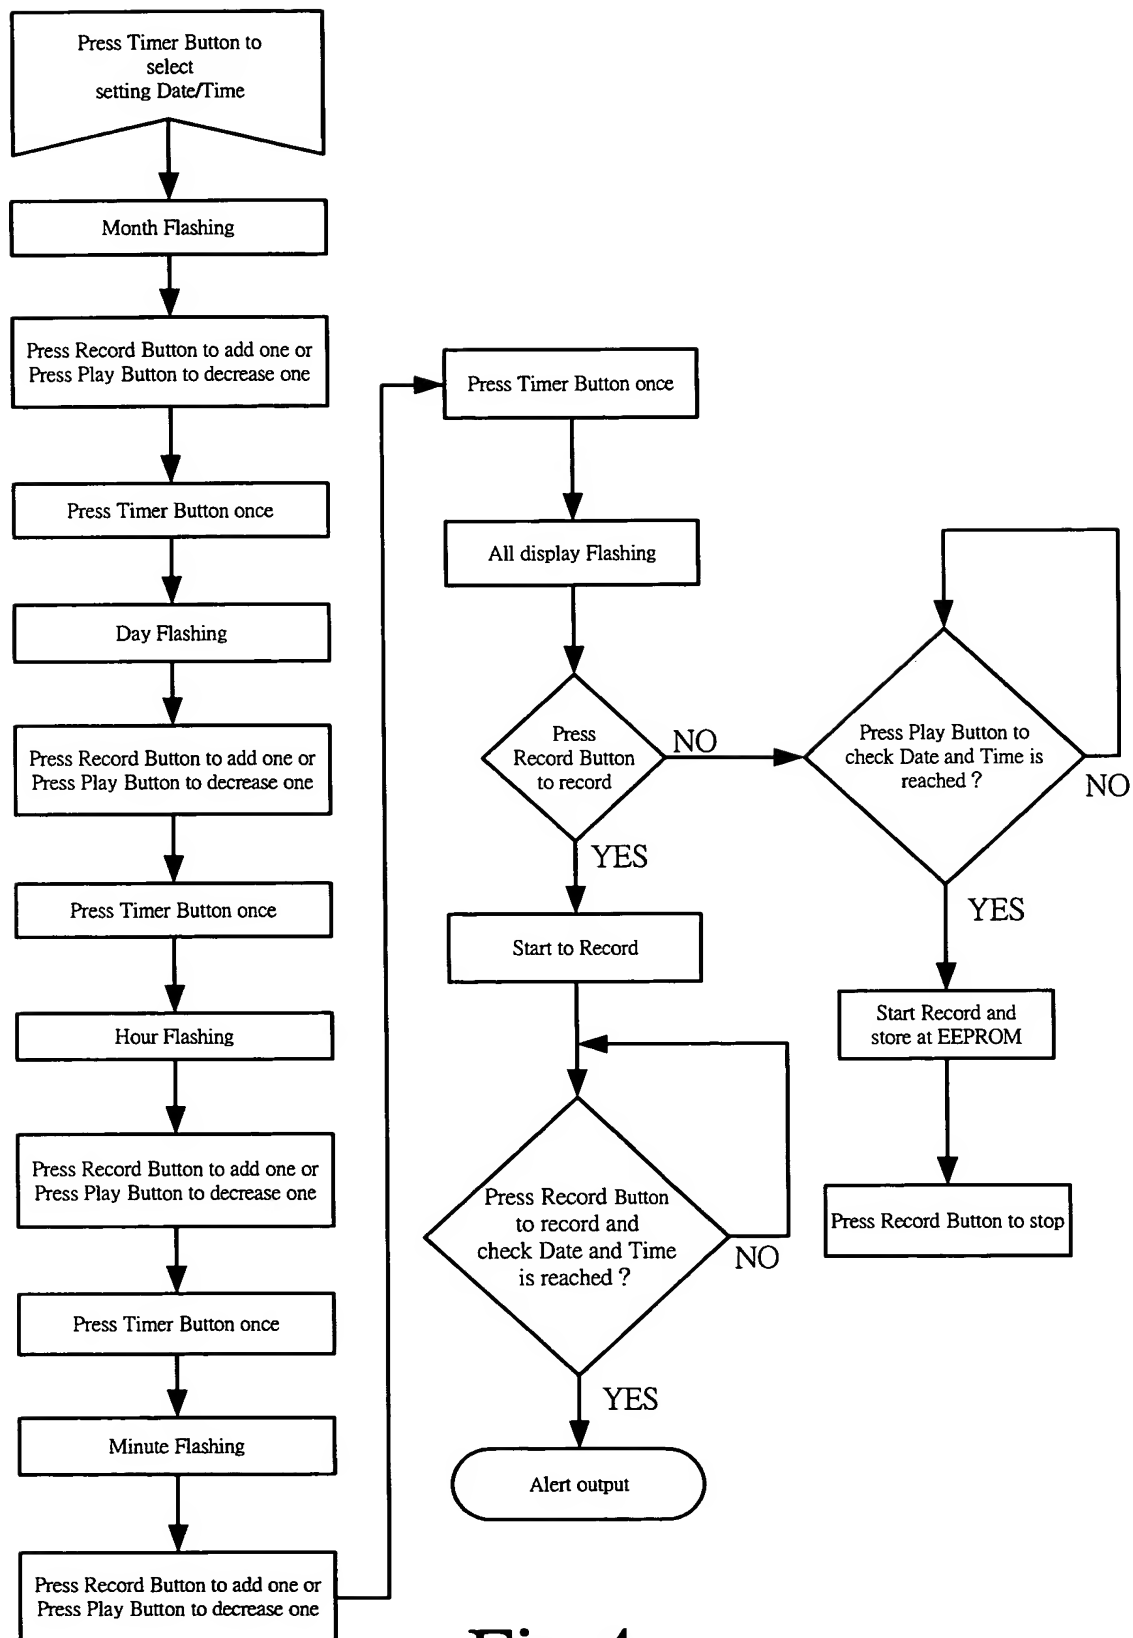 Press Timer Button to
select
setting Date/Time
Month Flashing
Press Record Button to add one or
Press Play Button to decrease one
Press Timer Button once
Day Flashing
Press Record Button to add one or
Press Play Button to decrease one
Press Timer Button once
Hour Flashing
Press Record Button to add one or
Press Play Button to decrease one
Press Timer Button once
Minute Flashing
Press Record Button to add one or
Press Play Button to decrease one
Press Timer Button once
All display Flashing
Press
Record Button
to record
NO
YES
Start to Record
Press Record Button
to record and
check Date and Time
is reached ?
NO
YES
Alert output
Press Play Button to
check Date and Time is
reached ?
NO
YES
Start Record and
store at EEPROM
Press Record Button to stop